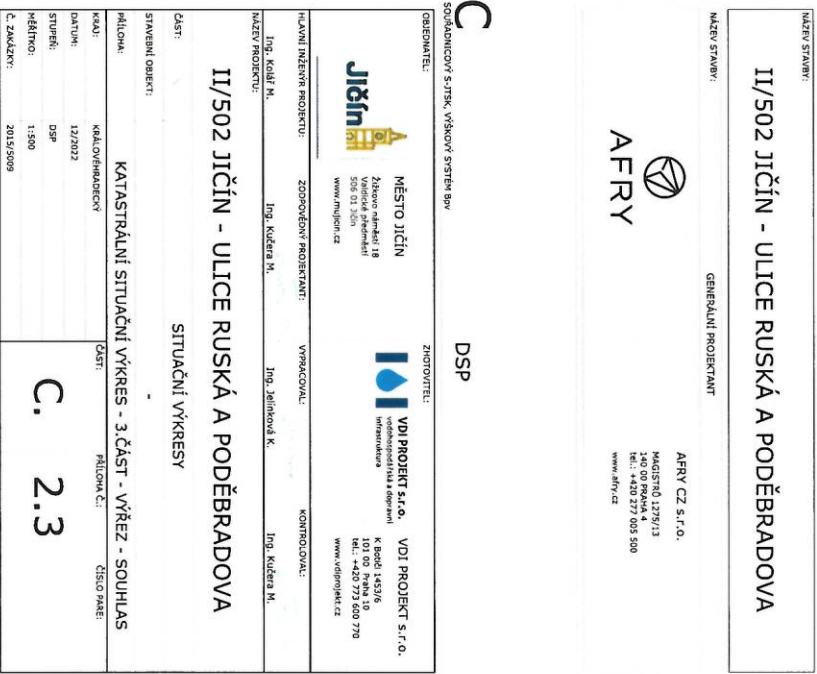 NÁZEV STAVBY:
II/502 JIČÍN - ULICE RUSKÁ A PODĚBRADOVA
NÁZEV STAVBY:
GENERÁLNÍ PROJEKTANT
AFRY
AFRY CZ s.r.o.
MAGISTRŮ 1275/13
140 00 PRAHA 4
tel.: +420 277 005 500
www.afry.cz
C
DSP
SOUŘADNICOVÝ S-JTSK, VÝŠKOVÝ SYSTÉM Bpv
OBJEDNATEL:
ZHOTOVITEL:
Jičín
MĚSTO JIČÍN
Žižkovo náměstí 18
Valdické předměstí
506 01 Jičín
www.mujicin.cz
VDI PROJEKT s.r.o.
vodohospodářská a dopravní
infrastruktura
VDI PROJEKT s.r.o.
K Botiči 1453/6
101 00 Praha 10
tel.: +420 773 600 770
www.vdiprojekt.cz
HLAVNÍ INŽENÝR PROJEKTU:
ZODPOVĚDNÝ PROJEKTANT:
VYPRACOVAL:
KONTROLOVAL:
Ing. Kolář M.
Ing. Kučera M.
Ing. Jelínková K.
Ing. Kučera M.
NÁZEV PROJEKTU:
II/502 JIČÍN - ULICE RUSKÁ A PODĚBRADOVA
ČÁST:
SITUAČNÍ VÝKRESY
STAVEBNÍ OBJEKT:
-
PŘÍLOHA:
KATASTRÁLNÍ SITUAČNÍ VÝKRES - 3.ČÁST - VÝŘEZ - SOUHLAS
KRAJ: KRÁLOVÉHRADECKÝ
DATUM: 12/2022
STUPEŇ: DSP
MĚŘÍTKO: 1:500
Č. ZAKÁZKY: 2015/5009
ČÁST:
PŘÍLOHA Č.:
ČÍSLO PARE:
C. 2.3